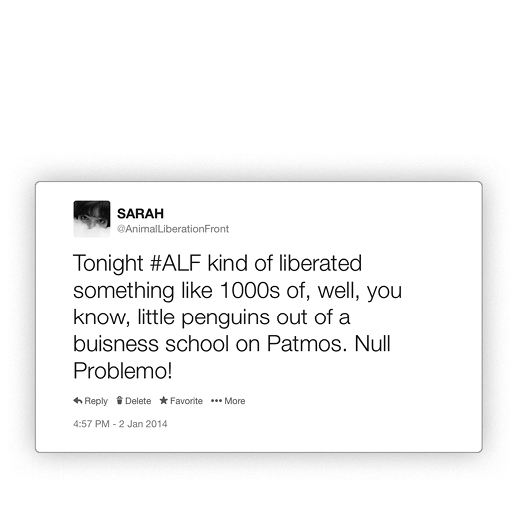 SARAH
@AnimalLiberationFront
Tonight #ALF kind of liberated
something like 1000s of, well, you
know, little penguins out of a
buisness school on Patmos. Null
Problemo!
Reply Delete Favorite More
4:57 PM - 2 Jan 2014